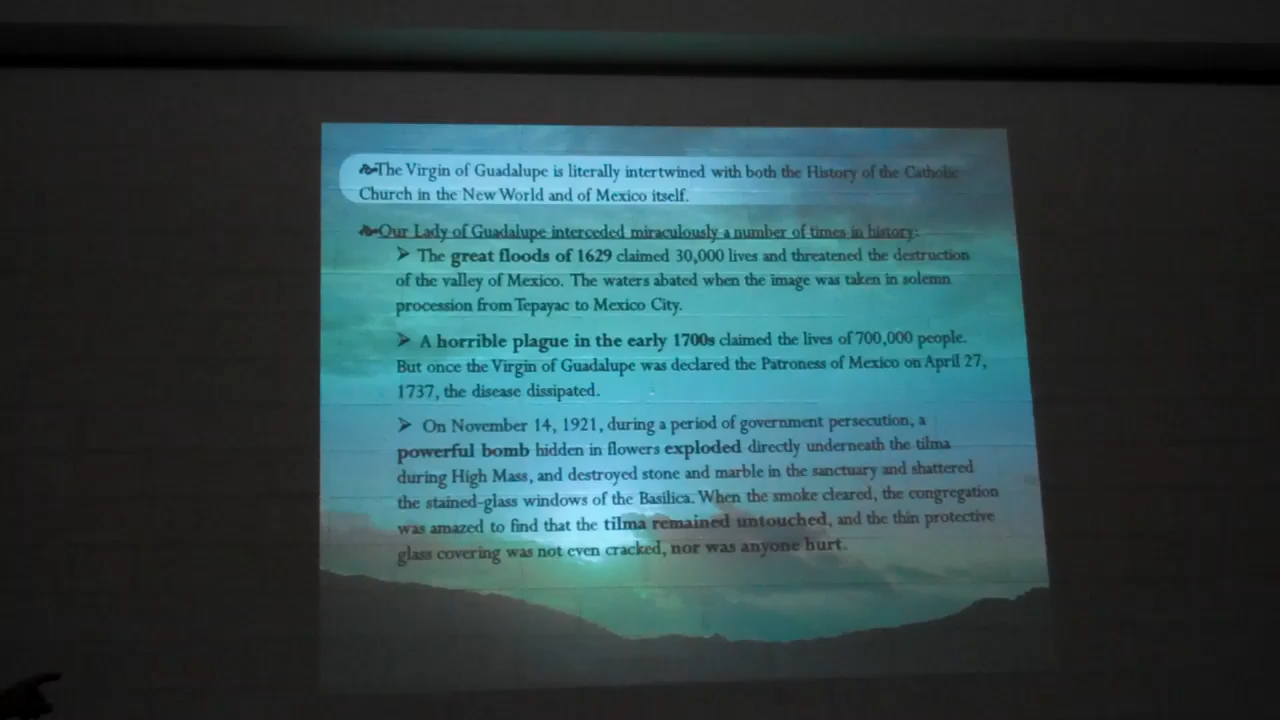 The Virgin of Guadalupe is literally intertwined with both the History of the Catholic
Church in the New World and of Mexico itself.
Our Lady of Guadalupe interceded miraculously a number of times in history:
The great floods of 1629 claimed 30,000 lives and threatened the destruction
of the valley of Mexico. The waters abated when the image was taken in solemn
procession from Tepayac to Mexico City.
A horrible plague in the early 1700s claimed the lives of 700,000 people.
But once the Virgin of Guadalupe was declared the Patroness of Mexico on April 27,
1737, the disease dissipated.
On November 14, 1921, during a period of government persecution, a
powerful bomb hidden in flowers exploded directly underneath the tilma
during High Mass, and destroyed stone and marble in the sanctuary and shattered
the stained-glass windows of the Basilica. When the smoke cleared, the congregation
was amazed to find that the tilma remained untouched, and the thin protective
glass covering was not even cracked, nor was anyone hurt.